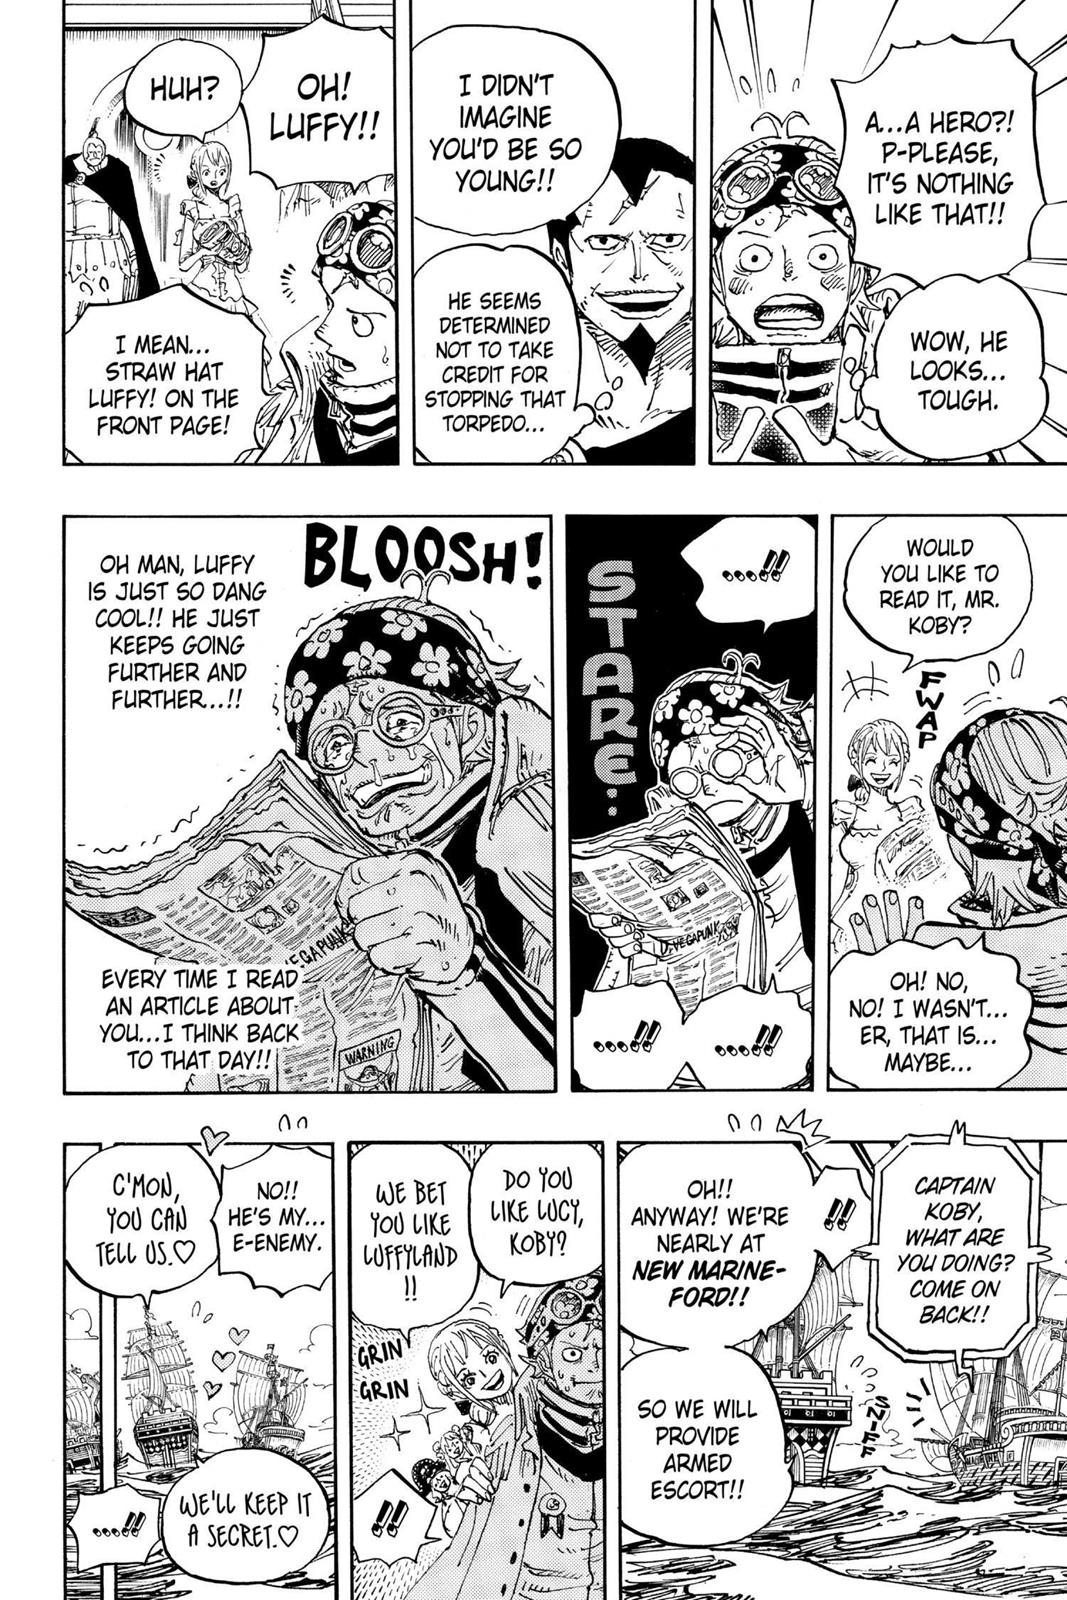 A...A HERO?!
P-PLEASE,
IT'S NOTHING
LIKE THAT!!
WOW, HE
LOOKS...
TOUGH.
I DIDN'T
IMAGINE
YOU'D BE SO
YOUNG!!
HE SEEMS
DETERMINED
NOT TO TAKE
CREDIT FOR
STOPPING THAT
TORPEDO...
OH!
LUFFY!!
HUH?
I MEAN...
STRAW HAT
LUFFY! ON THE
FRONT PAGE!
WOULD
YOU LIKE TO
READ IT, MR.
KOBY?
FWAP
OH! NO,
NO! I WASN'T...
ER, THAT IS...
MAYBE...
...!!
STARE...
VEGAPUNK
...!!
...!!
BLOOSH!
OH MAN, LUFFY
IS JUST SO DANG
COOL!! HE JUST
KEEPS GOING
FURTHER AND
FURTHER...!!
VEGAPUNK
WARNING
EVERY TIME I READ
AN ARTICLE ABOUT
YOU...I THINK BACK
TO THAT DAY!!
CAPTAIN
KOBY,
WHAT ARE
YOU DOING?
COME ON
BACK!!
!!
SNIFF
OH!!
ANYWAY! WE'RE
NEARLY AT
NEW MARINE-
FORD!!
SO WE WILL
PROVIDE
ARMED
ESCORT!!
DO YOU
LIKE LUCY,
KOBY?
WE BET
YOU LIKE
LUFFYLAND
!!
GRIN
GRIN
!!
NO!!
HE'S MY...
E-ENEMY.
C'MON,
YOU CAN
TELL US.♡
WE'LL KEEP IT
A SECRET.♡
...!!